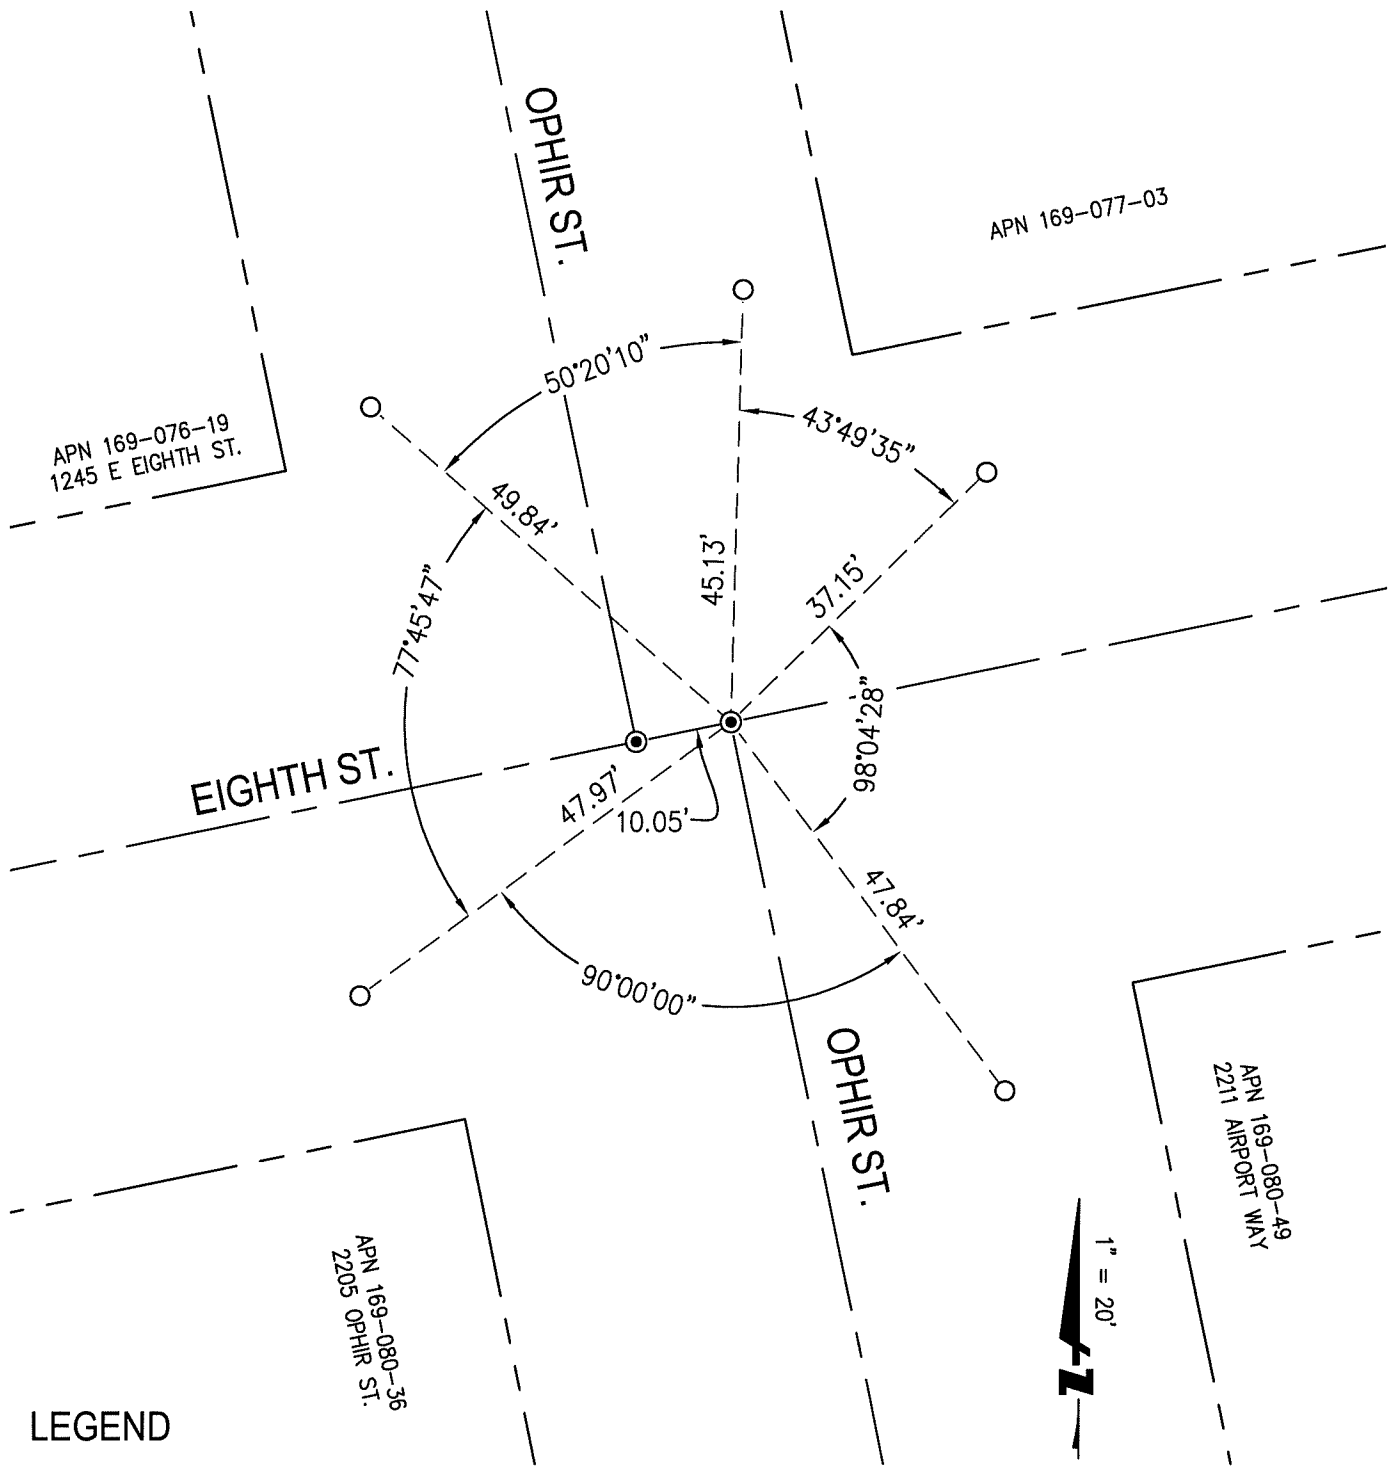 OPHIR ST.
APN 169-077-03
50°20'10"
43°49'35"
APN 169-076-19
1245 E EIGHTH ST.
49.84'
45.13'
37.15'
77°45'47"
98°04'28"
EIGHTH ST.
47.97'
10.05'
47.84'
90°00'00"
OPHIR ST.
APN 169-080-49
2211 AIRPORT WAY
APN 169-080-36
2205 OPHIR ST.
1" = 20'
Z
LEGEND